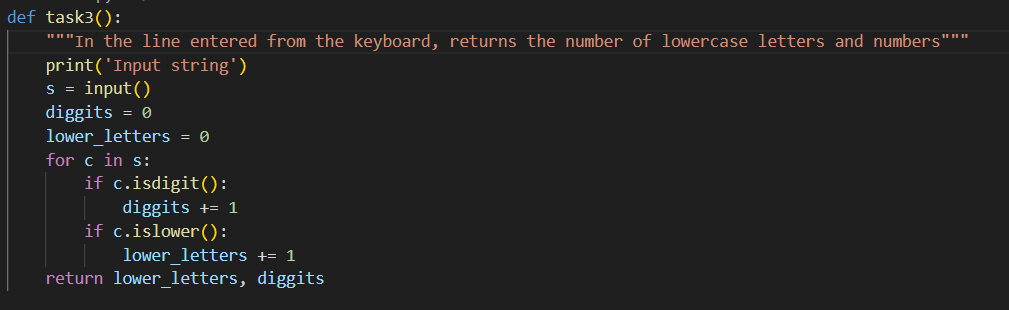 def task3():
    """In the line entered from the keyboard, returns the number of lowercase letters and numbers"""
    print('Input string')
    s = input()
    diggits = 0
    lower_letters = 0
    for c in s:
        if c.isdigit():
            diggits += 1
        if c.islower():
            lower_letters += 1
    return lower_letters, diggits